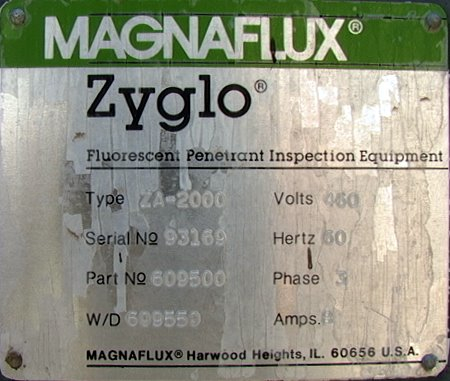 MAGNAFLUX®
Zyglo®
Fluorescent Penetrant Inspection Equipment
Type ZA-2000 Volts 460
Serial No 93169 Hertz 60
Part No 609500 Phase 3
W/D 699559 Amps.
MAGNAFLUX® Harwood Heights, IL. 60656 U.S.A.